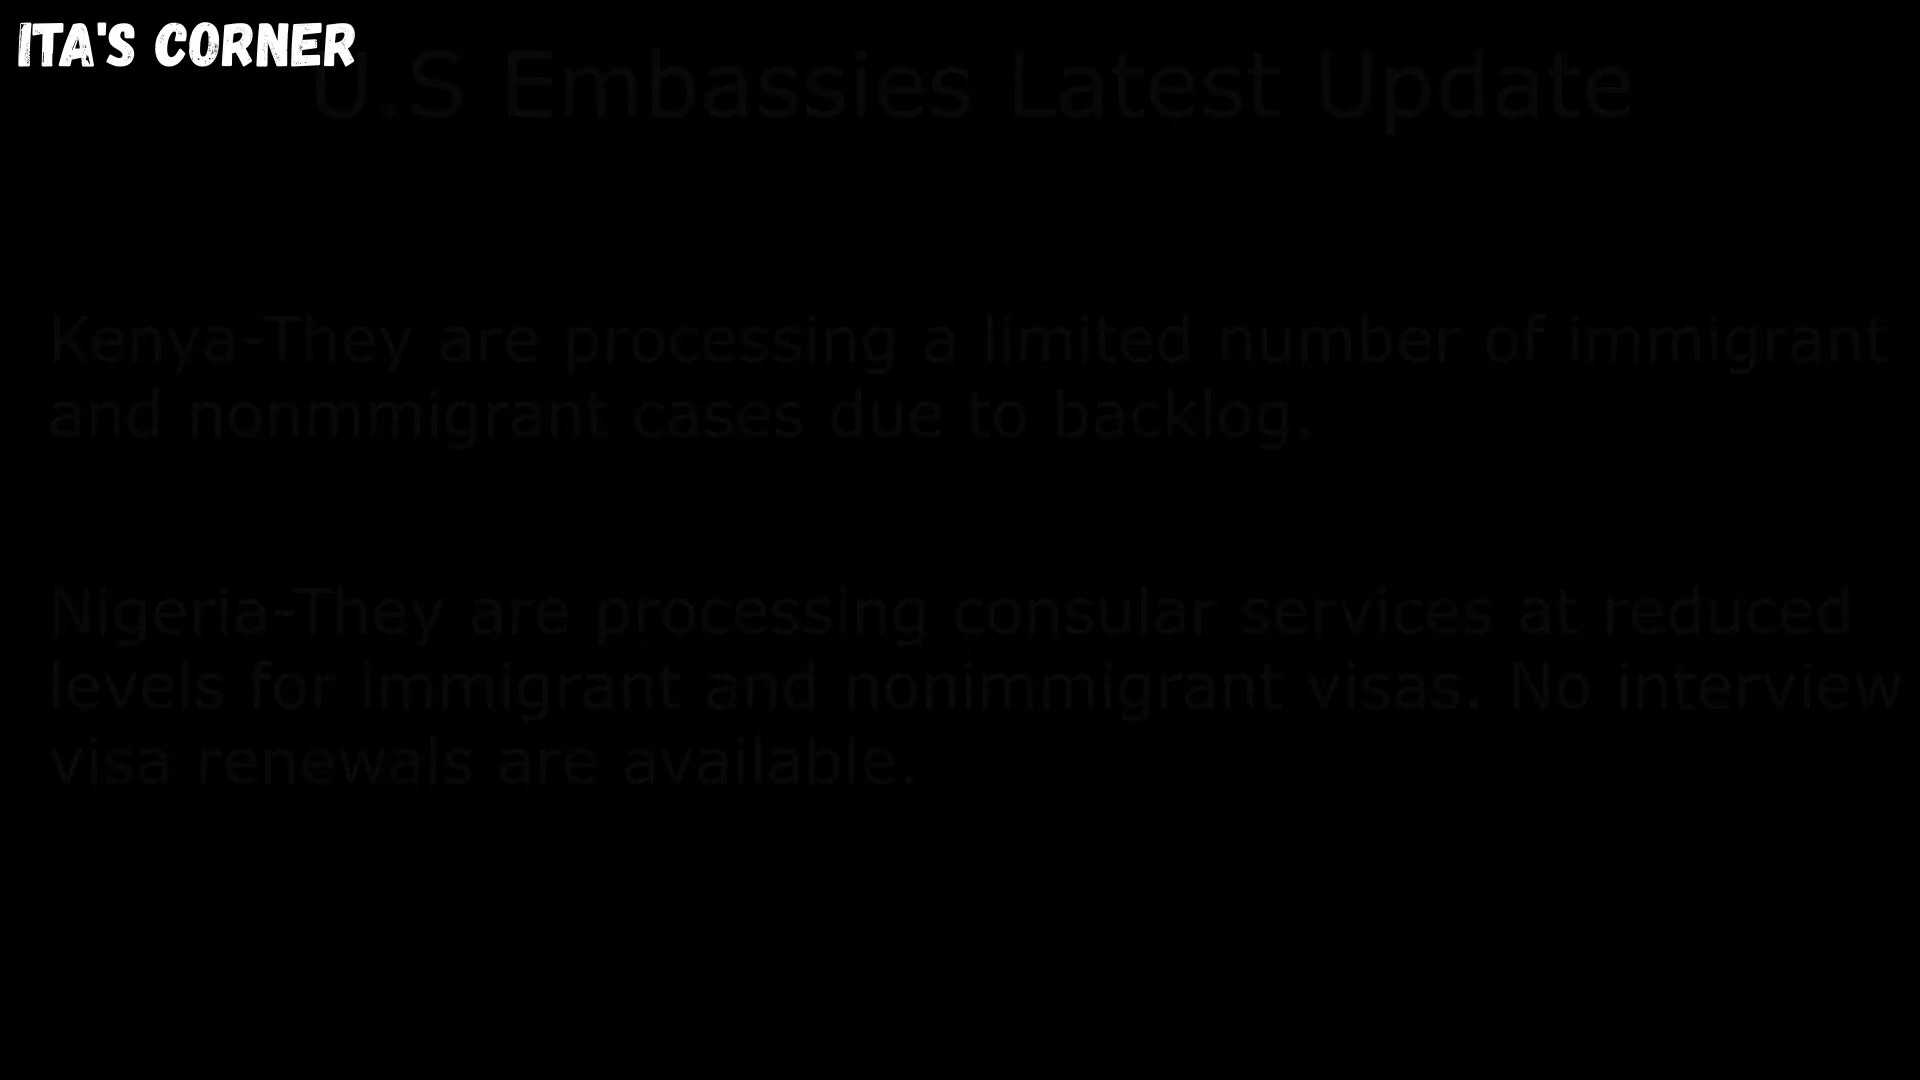 ITA'S CORNER
U.S Embassies Latest Update
Kenya-They are processing a limited number of immigrant
and nonmmigrant cases due to backlog.
Nigeria-They are processing consular services at reduced
levels for immigrant and nonimmigrant visas. No interview
visa renewals are available.